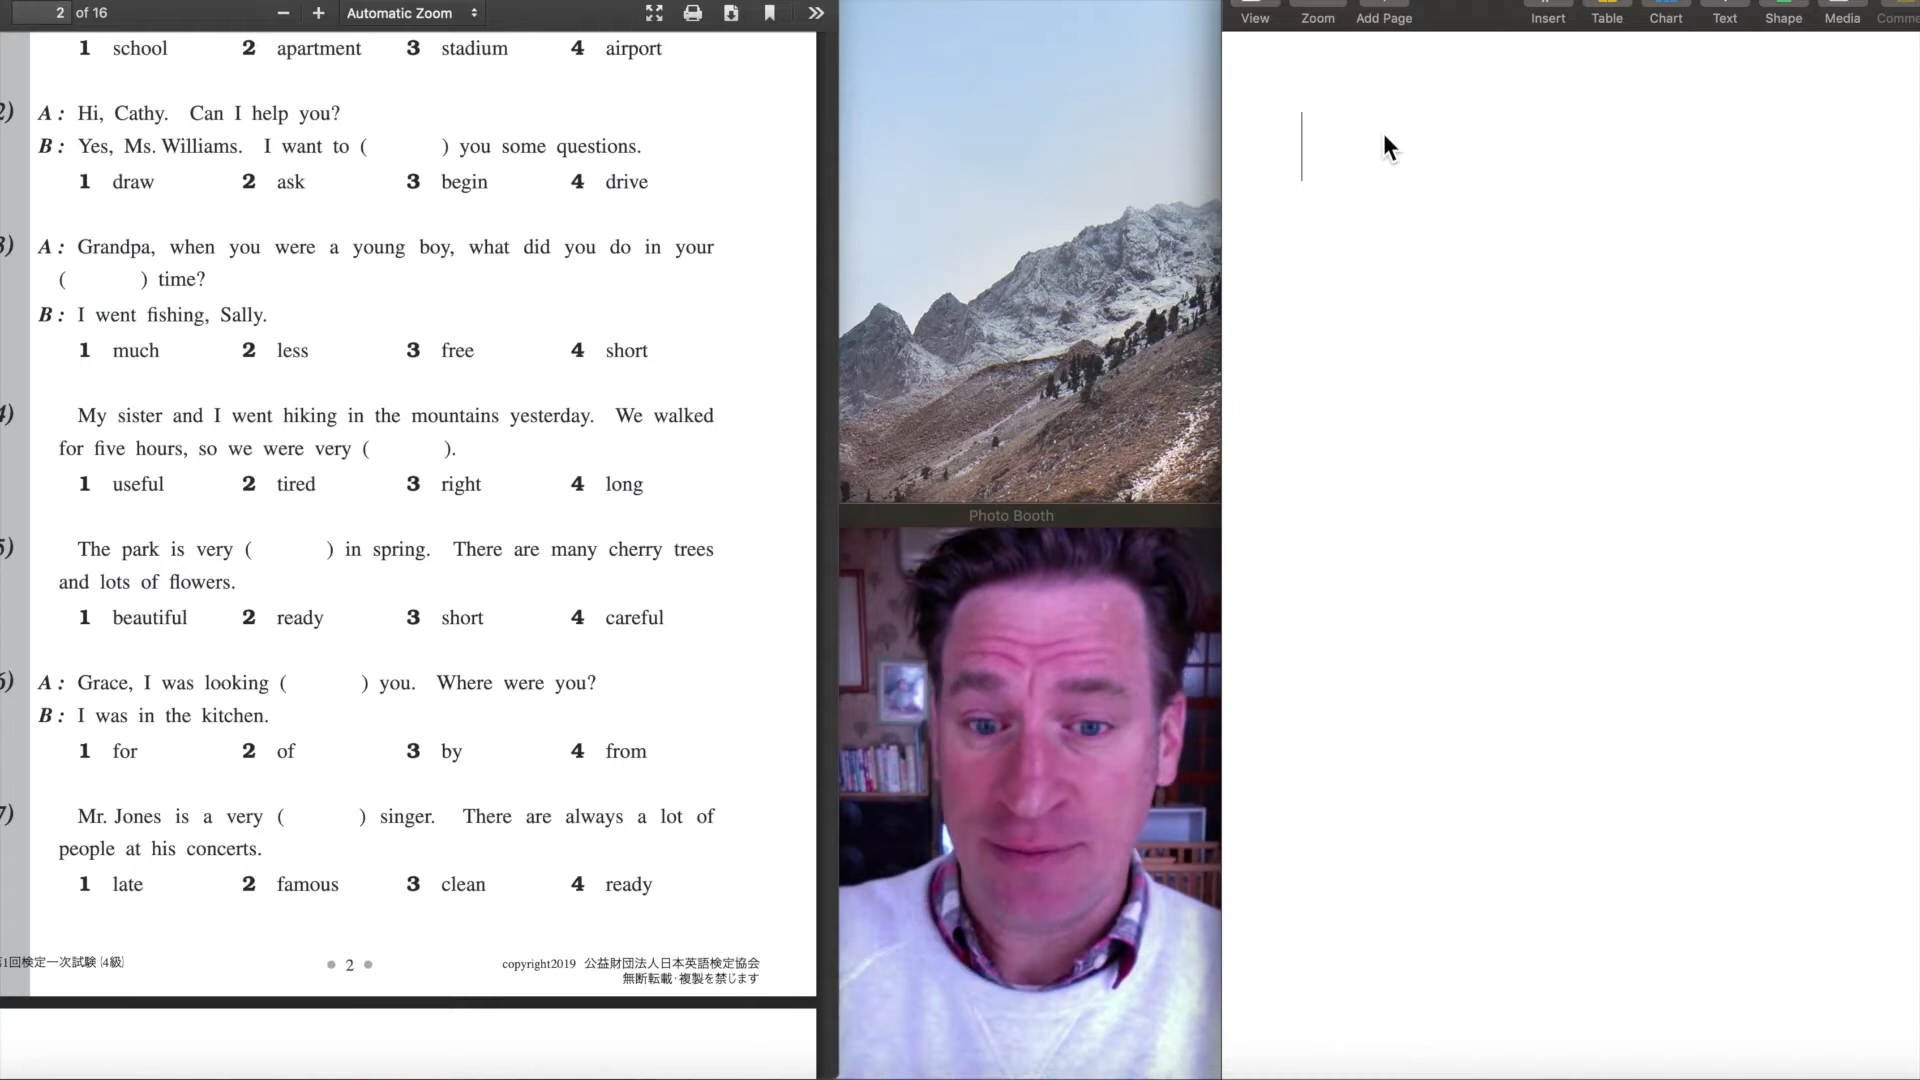 2 of 16 Automatic Zoom
View Zoom Add Page Insert Table Chart Text Shape Media
1 school 2 apartment 3 stadium 4 airport
2) A: Hi, Cathy. Can I help you?
B: Yes, Ms. Williams. I want to ( ) you some questions.
1 draw 2 ask 3 begin 4 drive
3) A: Grandpa, when you were a young boy, what did you do in your
( ) time?
B: I went fishing, Sally.
1 much 2 less 3 free 4 short
4) My sister and I went hiking in the mountains yesterday. We walked
for five hours, so we were very ( ).
1 useful 2 tired 3 right 4 long
5) The park is very ( ) in spring. There are many cherry trees
and lots of flowers.
1 beautiful 2 ready 3 short 4 careful
6) A: Grace, I was looking ( ) you. Where were you?
B: I was in the kitchen.
1 for 2 of 3 by 4 from
7) Mr. Jones is a very ( ) singer. There are always a lot of
people at his concerts.
1 late 2 famous 3 clean 4 ready
第1回検定一次試験 (4級) ● 2 ● copyright2019 公益財団法人日本英語検定協会
無断転載・複製を禁じます
Photo Booth